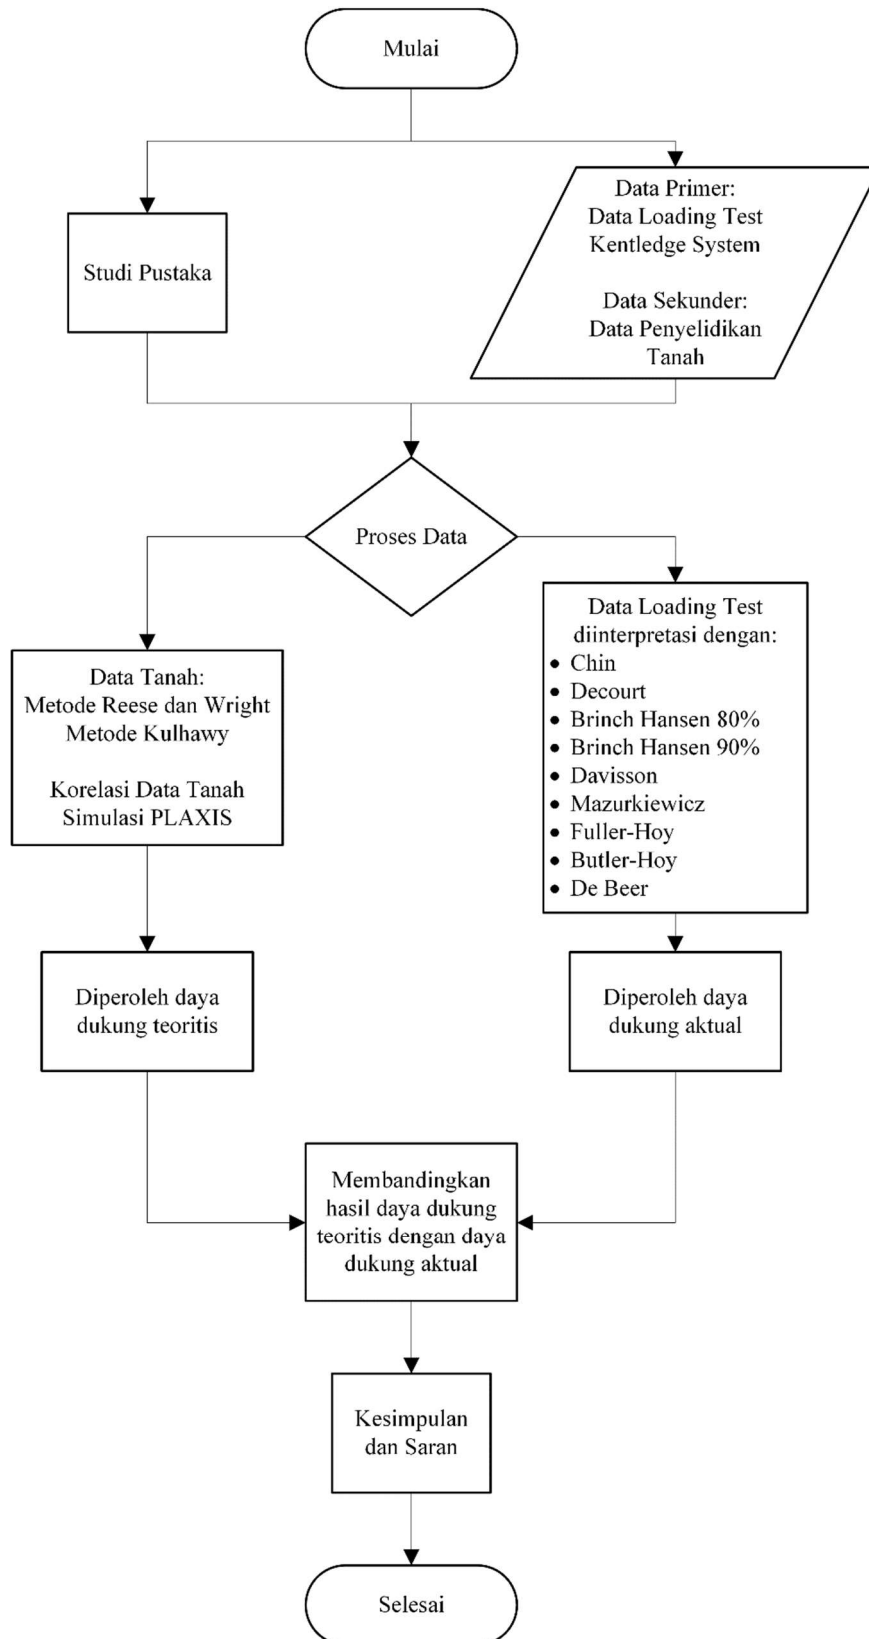 Mulai
Studi Pustaka
Data Primer:
Data Loading Test
Kentledge System
Data Sekunder:
Data Penyelidikan
Tanah
Proses Data
Data Tanah:
Metode Reese dan Wright
Metode Kulhawy
Korelasi Data Tanah
Simulasi PLAXIS
Data Loading Test
diinterpretasi dengan:
• Chin
• Decourt
• Brinch Hansen 80%
• Brinch Hansen 90%
• Davisson
• Mazurkiewicz
• Fuller-Hoy
• Butler-Hoy
• De Beer
Diperoleh daya
dukung teoritis
Diperoleh daya
dukung aktual
Membandingkan
hasil daya dukung
teoritis dengan daya
dukung aktual
Kesimpulan
dan Saran
Selesai